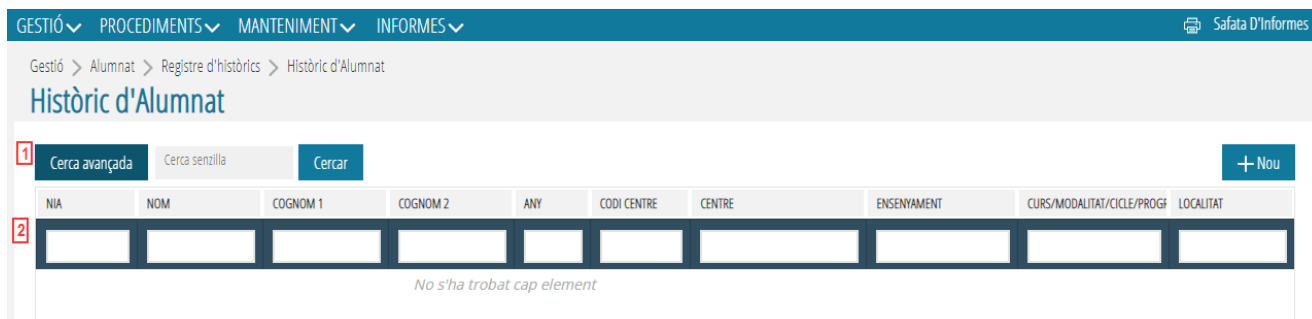 GESTIÓ PROCEDIMENTS MANTENIMENT INFORMES Safata D'Informes
Gestió > Alumnat > Registre d'històrics > Històric d'Alumnat
Històric d'Alumnat
1 Cerca avançada Cerca senzilla Cercar + Nou
NIA NOM COGNOM 1 COGNOM 2 ANY CODI CENTRE CENTRE ENSENYAMENT CURS/MODALITAT/CICLE/PROGR LOCALITAT
2
No s'ha trobat cap element